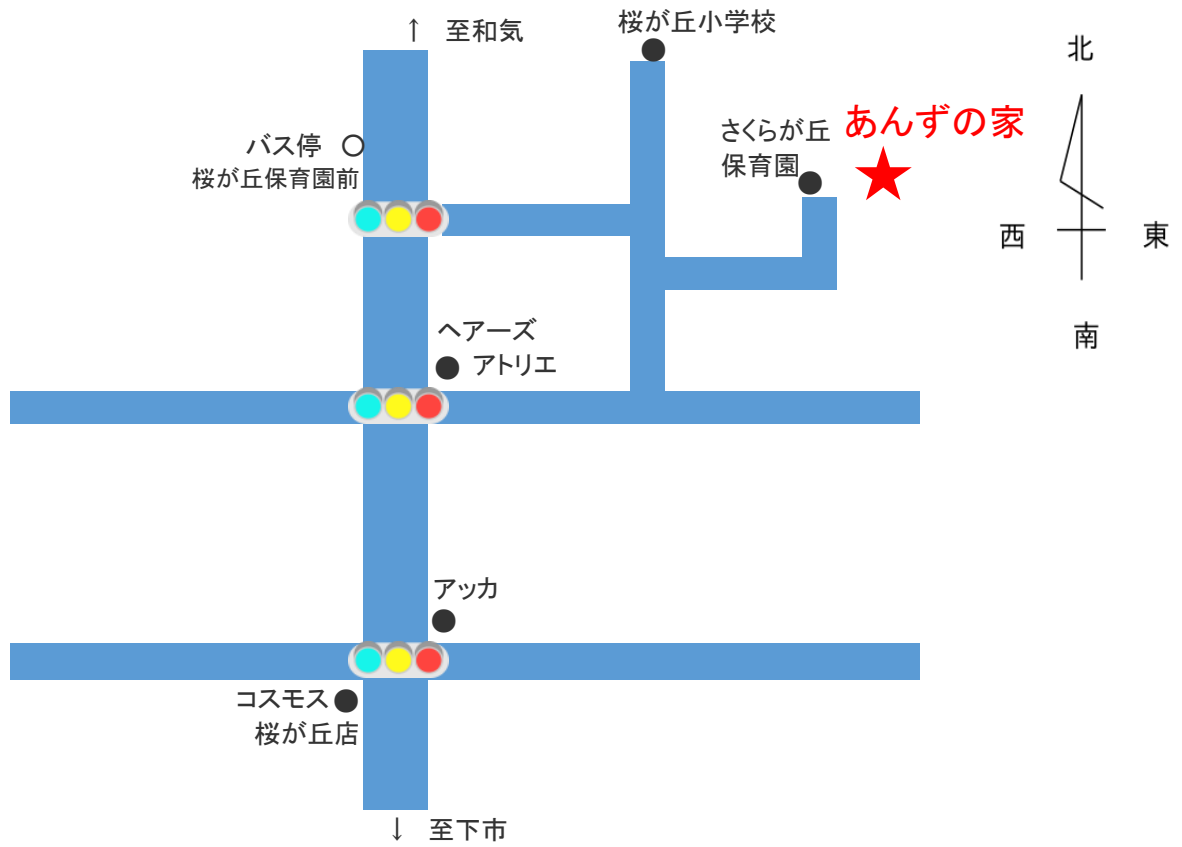 ↑ 至和気
桜が丘小学校
北
さくらが丘
保育園
あんずの家
バス停
桜が丘保育園前
西
東
南
ヘアーズ
アトリエ
アッカ
コスモス
桜が丘店
↓ 至下市